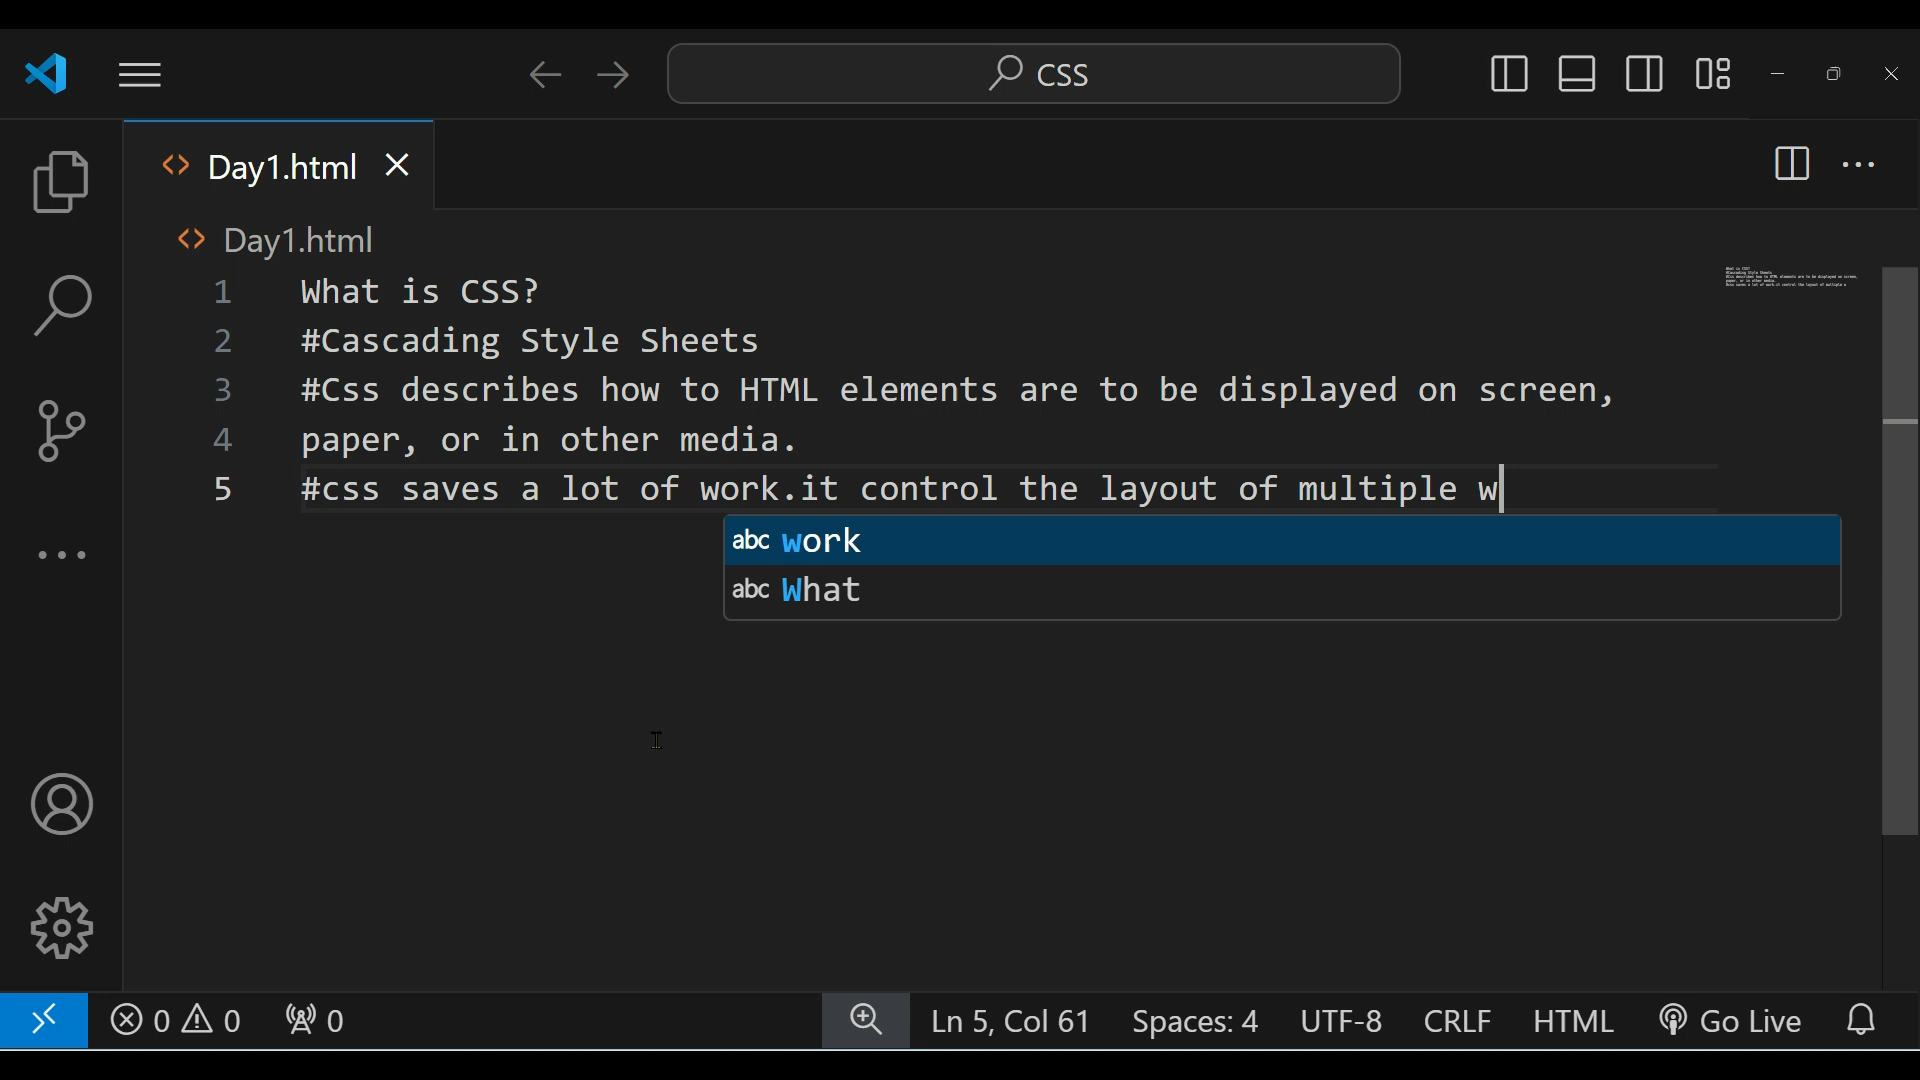 CSS
Day1.html
Day1.html
1 What is CSS?
2 #Cascading Style Sheets
3 #Css describes how to HTML elements are to be displayed on screen,
4 paper, or in other media.
5 #css saves a lot of work.it control the layout of multiple w
abc work
abc What
0 0 0 Ln 5, Col 61 Spaces: 4 UTF-8 CRLF HTML Go Live